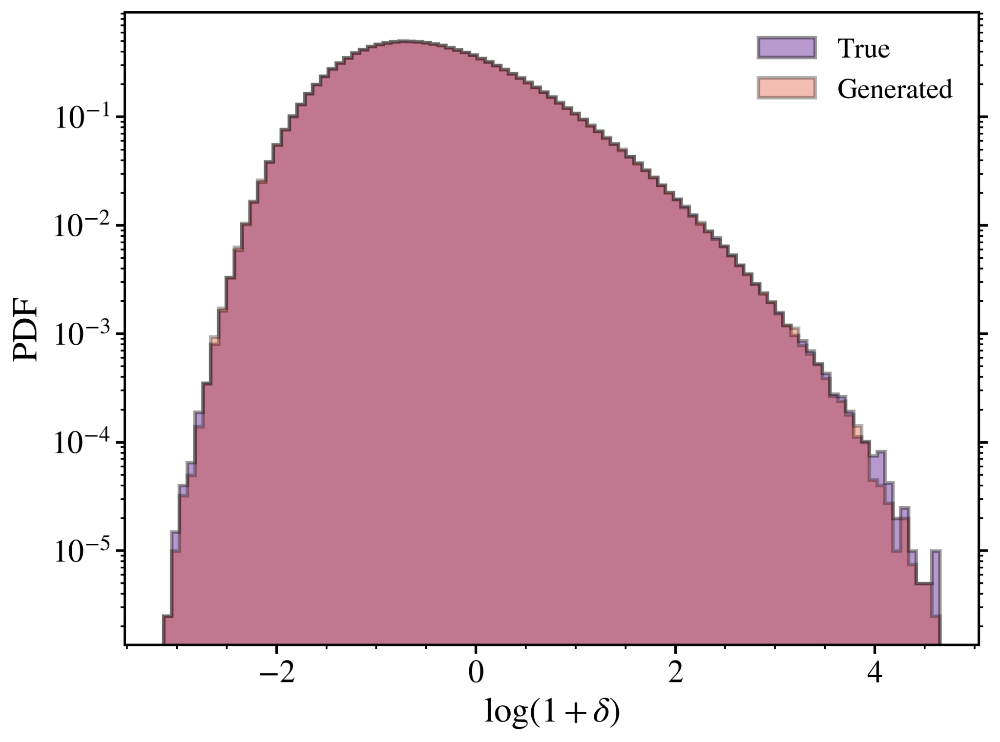 True
Generated
PDF
10⁻¹
10⁻²
10⁻³
10⁻⁴
10⁻⁵
−2 0 2 4
log(1 + δ)